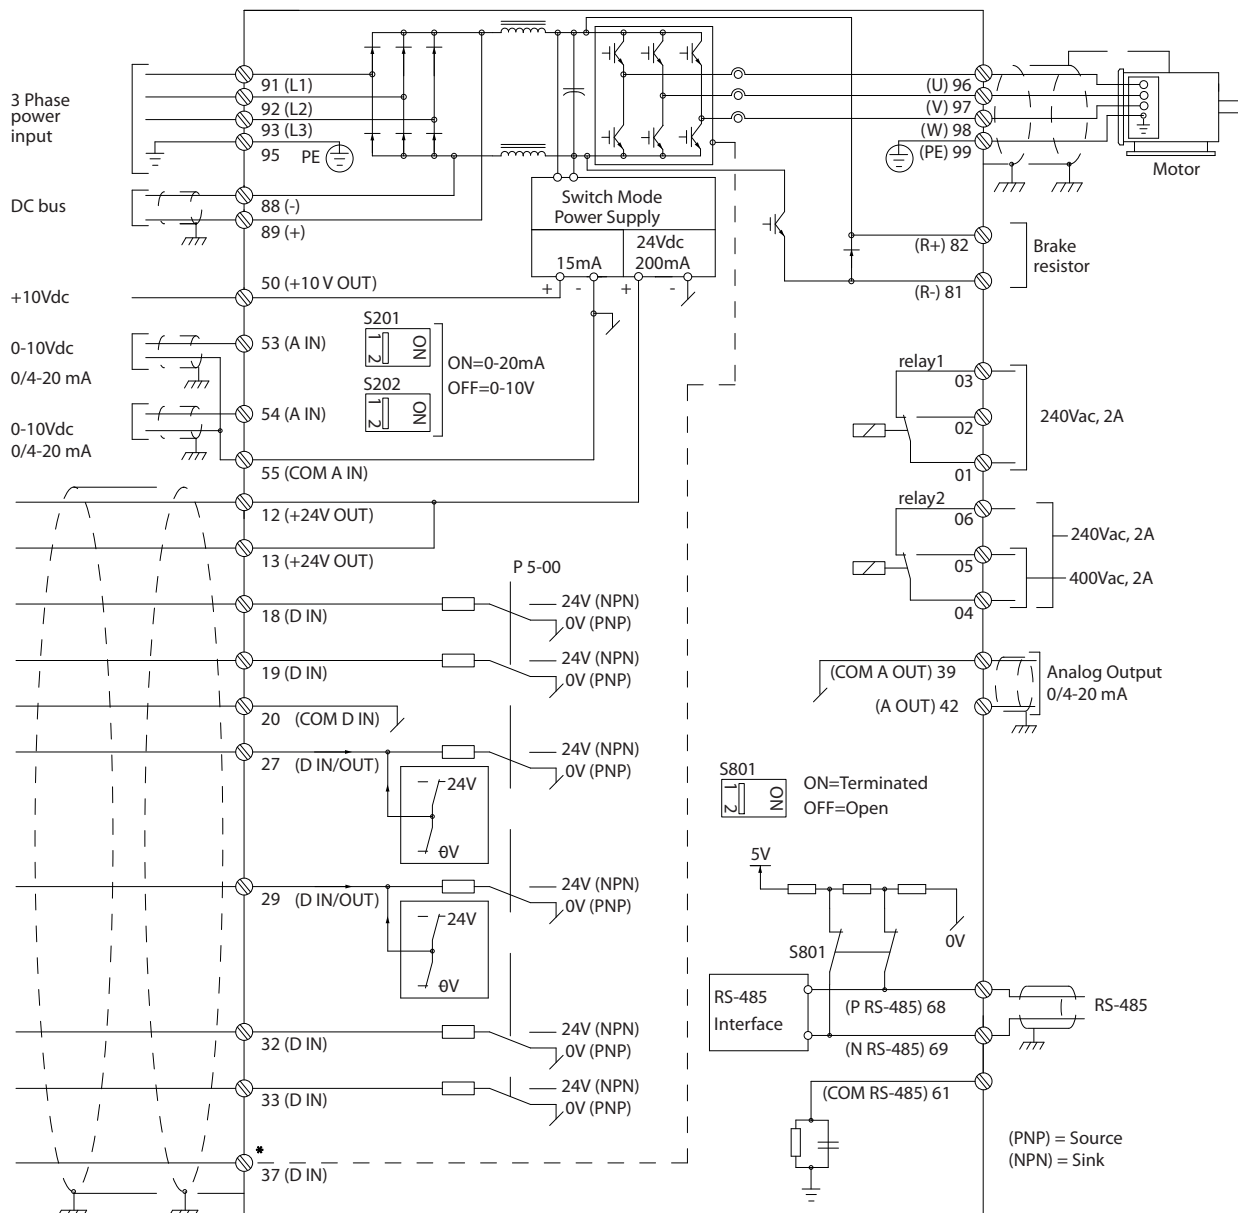 3 Phase
power
input
91 (L1)
92 (L2)
93 (L3)
95
PE
DC bus
88 (-)
89 (+)
+10Vdc
50 (+10 V OUT)
0-10Vdc
0/4-20 mA
53 (A IN)
S201
1
2
ON
ON=0-20mA
OFF=0-10V
S202
1
2
ON
0-10Vdc
0/4-20 mA
54 (A IN)
55 (COM A IN)
12 (+24V OUT)
13 (+24V OUT)
P 5-00
18 (D IN)
24V (NPN)
0V (PNP)
19 (D IN)
24V (NPN)
0V (PNP)
20 (COM D IN)
27 (D IN/OUT)
24V (NPN)
0V (PNP)
24V
0V
29 (D IN/OUT)
24V (NPN)
0V (PNP)
24V
0V
32 (D IN)
24V (NPN)
0V (PNP)
33 (D IN)
24V (NPN)
0V (PNP)
*
37 (D IN)
Switch Mode
Power Supply
24Vdc
15mA
200mA
+ - + -
(U) 96
(V) 97
(W) 98
(PE) 99
Motor
(R+) 82
Brake
resistor
(R-) 81
relay1
03
02
01
240Vac, 2A
relay2
06
05
04
240Vac, 2A
400Vac, 2A
(COM A OUT) 39
(A OUT) 42
Analog Output
0/4-20 mA
S801
1
2
ON
ON=Terminated
OFF=Open
5V
0V
S801
RS-485
Interface
(P RS-485) 68
(N RS-485) 69
RS-485
(COM RS-485) 61
(PNP) = Source
(NPN) = Sink